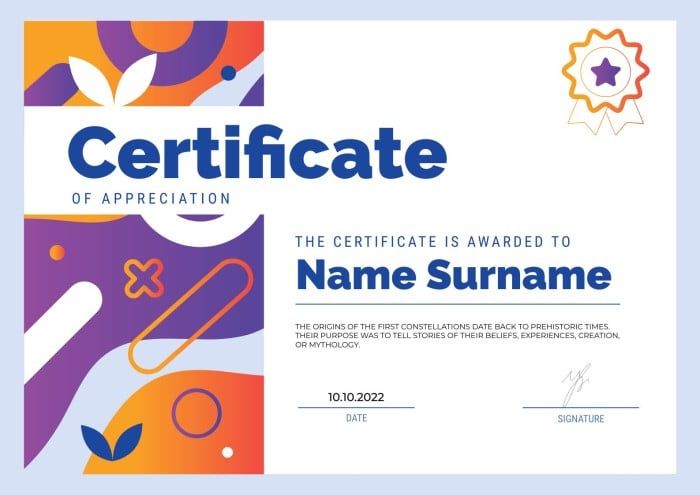 Certificate
OF APPRECIATION
THE CERTIFICATE IS AWARDED TO
Name Surname
THE ORIGINS OF THE FIRST CONSTELLATIONS DATE BACK TO PREHISTORIC TIMES.
THEIR PURPOSE WAS TO TELL STORIES OF THEIR BELIEFS, EXPERIENCES, CREATION,
OR MYTHOLOGY.
10.10.2022
DATE
SIGNATURE